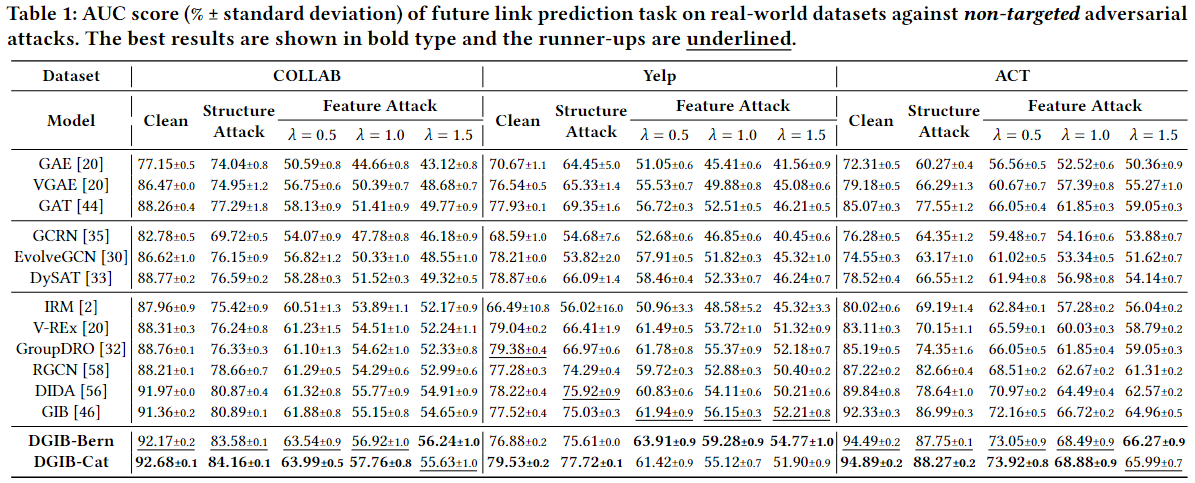 Table 1: AUC score (% ± standard deviation) of future link prediction task on real-world datasets against non-targeted adversarial
attacks. The best results are shown in bold type and the runner-ups are underlined.
Dataset COLLAB Yelp ACT
Model Clean Structure Attack Feature Attack Clean Structure Attack Feature Attack Clean Structure Attack Feature Attack
λ = 0.5 λ = 1.0 λ = 1.5 λ = 0.5 λ = 1.0 λ = 1.5 λ = 0.5 λ = 1.0 λ = 1.5
GAE [20] 77.15±0.5 74.04±0.8 50.59±0.8 44.66±0.8 43.12±0.8 70.67±1.1 64.45±5.0 51.05±0.6 45.41±0.6 41.56±0.9 72.31±0.5 60.27±0.4 56.56±0.5 52.52±0.6 50.36±0.9
VGAE [20] 86.47±0.0 74.95±1.2 56.75±0.6 50.39±0.7 48.68±0.7 76.54±0.5 65.33±1.4 55.53±0.7 49.88±0.8 45.08±0.6 79.18±0.5 66.29±1.3 60.67±0.7 57.39±0.8 55.27±1.0
GAT [44] 88.26±0.4 77.29±1.8 58.13±0.9 51.41±0.9 49.77±0.9 77.93±0.1 69.35±1.6 56.72±0.3 52.51±0.5 46.21±0.5 85.07±0.3 77.55±1.2 66.05±0.4 61.85±0.3 59.05±0.3
GCRN [35] 82.78±0.5 69.72±0.5 54.07±0.9 47.78±0.8 46.18±0.9 68.59±1.0 54.68±7.6 52.68±0.6 46.85±0.6 40.45±0.6 76.28±0.5 64.35±1.2 59.48±0.7 54.16±0.6 53.88±0.7
EvolveGCN [30] 86.62±1.0 76.15±0.9 56.82±1.2 50.33±1.0 48.55±1.0 78.21±0.0 53.82±2.0 57.91±0.5 51.82±0.3 45.32±1.0 74.55±0.3 63.17±1.0 61.02±0.5 53.34±0.5 51.62±0.7
DySAT [33] 88.77±0.2 76.59±0.2 58.28±0.3 51.52±0.3 49.32±0.5 78.87±0.6 66.09±1.4 58.46±0.4 52.33±0.7 46.24±0.7 78.52±0.4 66.55±1.2 61.94±0.8 56.98±0.8 54.14±0.7
IRM [2] 87.96±0.9 75.42±0.9 60.51±1.3 53.89±1.1 52.17±0.9 66.49±10.8 56.02±16.0 50.96±3.3 48.58±5.2 45.32±3.3 80.02±0.6 69.19±1.4 62.84±0.1 57.28±0.2 56.04±0.2
V-REx [20] 88.31±0.3 76.24±0.8 61.23±1.5 54.51±1.0 52.24±1.1 79.04±0.2 66.41±1.9 61.49±0.5 53.72±1.0 51.32±0.9 83.11±0.3 70.15±1.1 65.59±0.1 60.03±0.3 58.79±0.2
GroupDRO [32] 88.76±0.1 76.33±0.3 61.10±1.3 54.62±1.0 52.33±0.8 79.38±0.4 66.97±0.6 61.78±0.8 55.37±0.9 52.18±0.7 85.19±0.5 74.35±1.6 66.05±0.5 61.85±0.4 59.05±0.3
RGCN [58] 88.21±0.1 78.66±0.7 61.29±0.5 54.29±0.6 52.99±0.6 77.28±0.3 74.29±0.4 59.72±0.3 52.88±0.3 50.40±0.2 87.22±0.2 82.66±0.4 68.51±0.2 62.67±0.2 61.31±0.2
DIDA [56] 91.97±0.0 80.87±0.4 61.32±0.8 55.77±0.9 54.91±0.9 78.22±0.4 75.92±0.9 60.83±0.6 54.11±0.6 50.21±0.6 89.84±0.8 78.64±1.0 70.97±0.2 64.49±0.4 62.57±0.2
GIB [46] 91.36±0.2 80.89±0.1 61.88±0.8 55.15±0.8 54.65±0.9 77.52±0.4 75.03±0.3 61.94±0.9 56.15±0.3 52.21±0.8 92.33±0.3 86.99±0.3 72.16±0.5 66.72±0.2 64.96±0.5
DGIB-Bern 92.17±0.2 83.58±0.1 63.54±0.9 56.92±1.0 56.24±1.0 76.88±0.2 75.61±0.0 63.91±0.9 59.28±0.9 54.77±1.0 94.49±0.2 87.75±0.1 73.05±0.9 68.49±0.9 66.27±0.9
DGIB-Cat 92.68±0.1 84.16±0.1 63.99±0.5 57.76±0.8 55.63±1.0 79.53±0.2 77.72±0.1 61.42±0.9 55.12±0.7 51.90±0.9 94.89±0.2 88.27±0.2 73.92±0.8 68.88±0.9 65.99±0.7